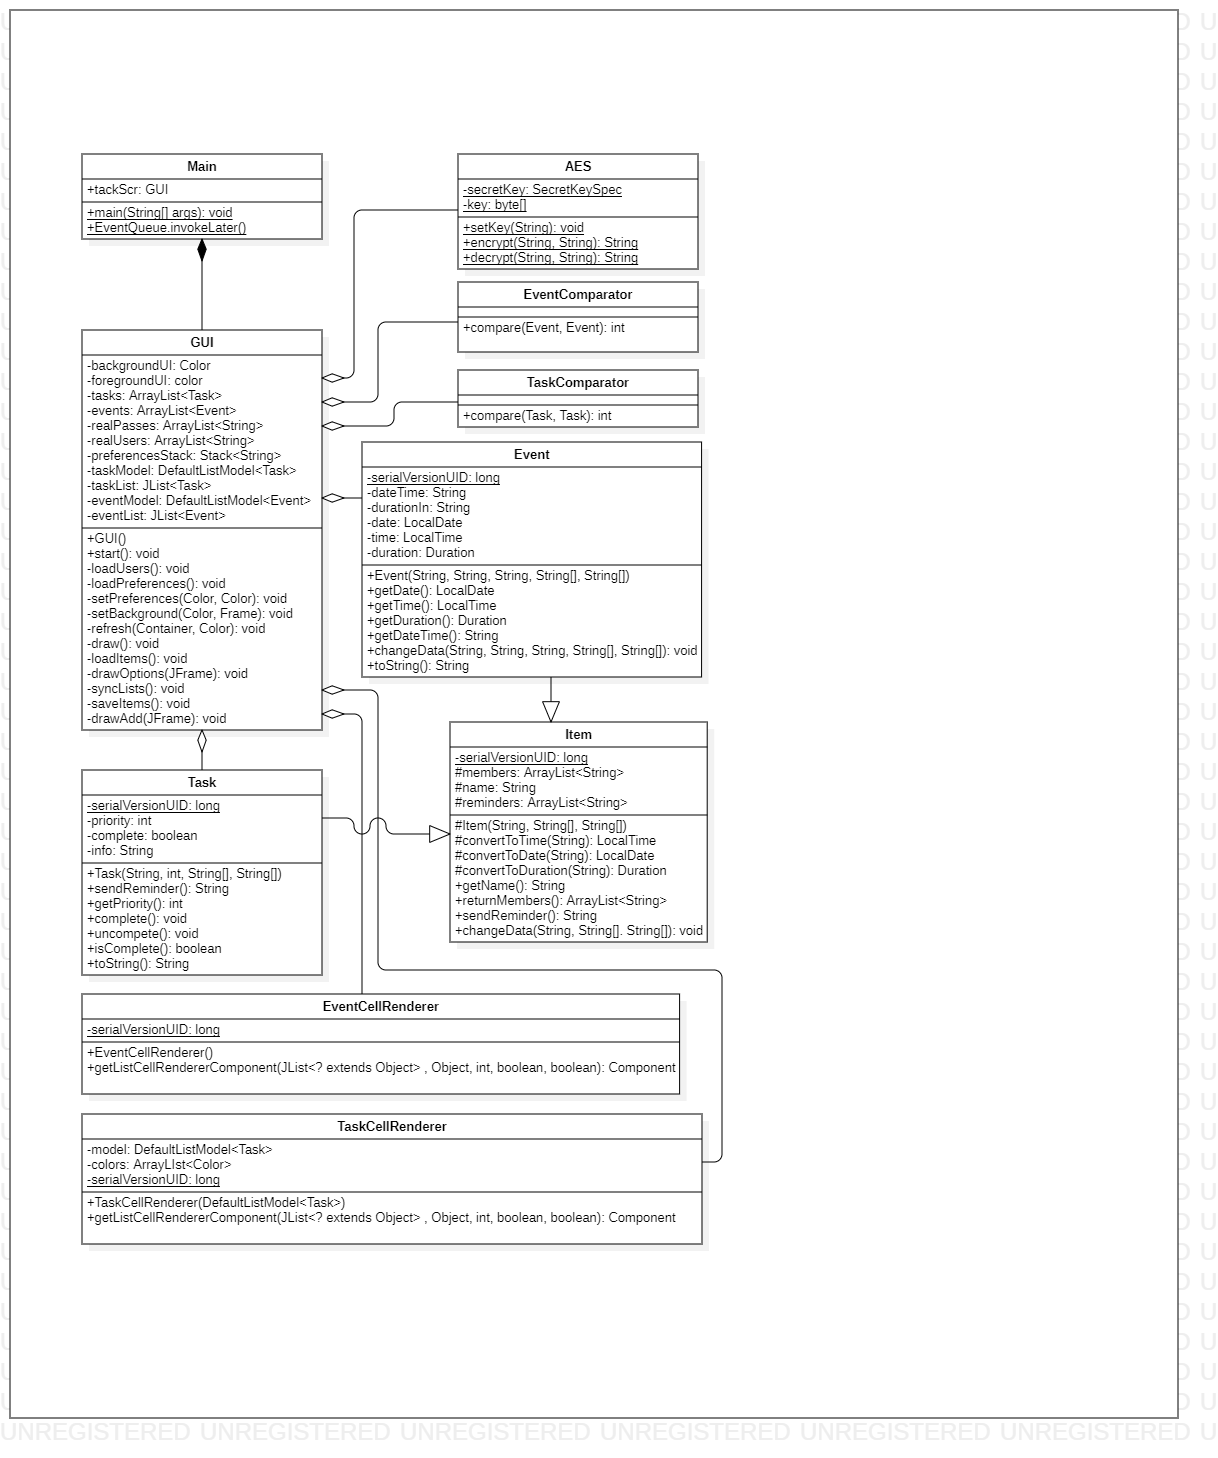 Main
+tackScr: GUI
+main(String[] args): void
+EventQueue.invokeLater()
AES
-secretKey: SecretKeySpec
-key: byte[]
+setKey(String): void
+encrypt(String, String): String
+decrypt(String, String): String
EventComparator
+compare(Event, Event): int
TaskComparator
+compare(Task, Task): int
GUI
-backgroundUI: Color
-foregroundUI: color
-tasks: ArrayList<Task>
-events: ArrayList<Event>
-realPasses: ArrayList<String>
-realUsers: ArrayList<String>
-preferencesStack: Stack<String>
-taskModel: DefaultListModel<Task>
-taskList: JList<Task>
-eventModel: DefaultListModel<Event>
-eventList: JList<Event>
+GUI()
+start(): void
-loadUsers(): void
-loadPreferences(): void
-setPreferences(Color, Color): void
-setBackground(Color, Frame): void
-refresh(Container, Color): void
-draw(): void
-loadItems(): void
-drawOptions(JFrame): void
-syncLists(): void
-saveItems(): void
-drawAdd(JFrame): void
Event
-serialVersionUID: long
-dateTime: String
-durationIn: String
-date: LocalDate
-time: LocalTime
-duration: Duration
+Event(String, String, String, String[], String[])
+getDate(): LocalDate
+getTime(): LocalTime
+getDuration(): Duration
+getDateTime(): String
+changeData(String, String, String, String[], String[]): void
+toString(): String
Item
-serialVersionUID: long
#members: ArrayList<String>
#name: String
#reminders: ArrayList<String>
#Item(String, String[], String[])
#convertToTime(String): LocalTime
#convertToDate(String): LocalDate
#convertToDuration(String): Duration
+getName(): String
+returnMembers(): ArrayList<String>
+sendReminder(): String
+changeData(String, String[]. String[]): void
Task
-serialVersionUID: long
-priority: int
-complete: boolean
-info: String
+Task(String, int, String[], String[])
+sendReminder(): String
+getPriority(): int
+complete(): void
+uncompete(): void
+isComplete(): boolean
+toString(): String
EventCellRenderer
-serialVersionUID: long
+EventCellRenderer()
+getListCellRendererComponent(JList<? extends Object> , Object, int, boolean, boolean): Component
TaskCellRenderer
-model: DefaultListModel<Task>
-colors: ArrayLIst<Color>
-serialVersionUID: long
+TaskCellRenderer(DefaultListModel<Task>)
+getListCellRendererComponent(JList<? extends Object> , Object, int, boolean, boolean): Component
UNREGISTERED UNREGISTERED UNREGISTERED UNREGISTERED UNREGISTERED UNREGISTERED U